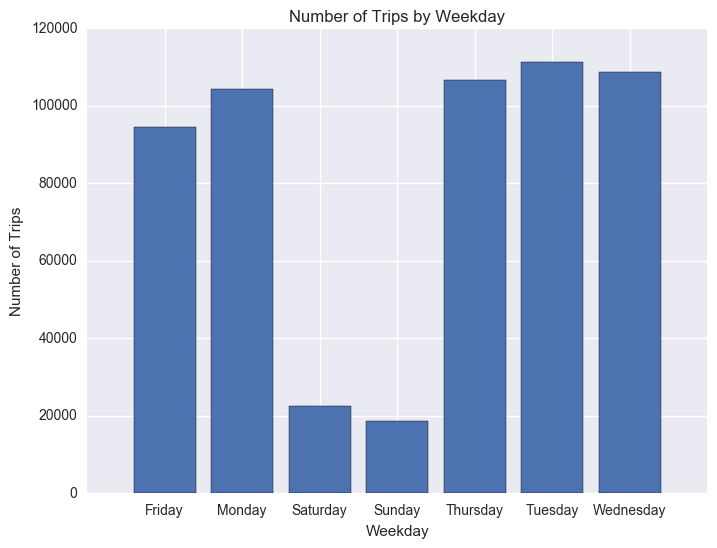 Number of Trips by Weekday
120000
100000
80000
60000
40000
20000
0
Number of Trips
Friday Monday Saturday Sunday Thursday Tuesday Wednesday
Weekday